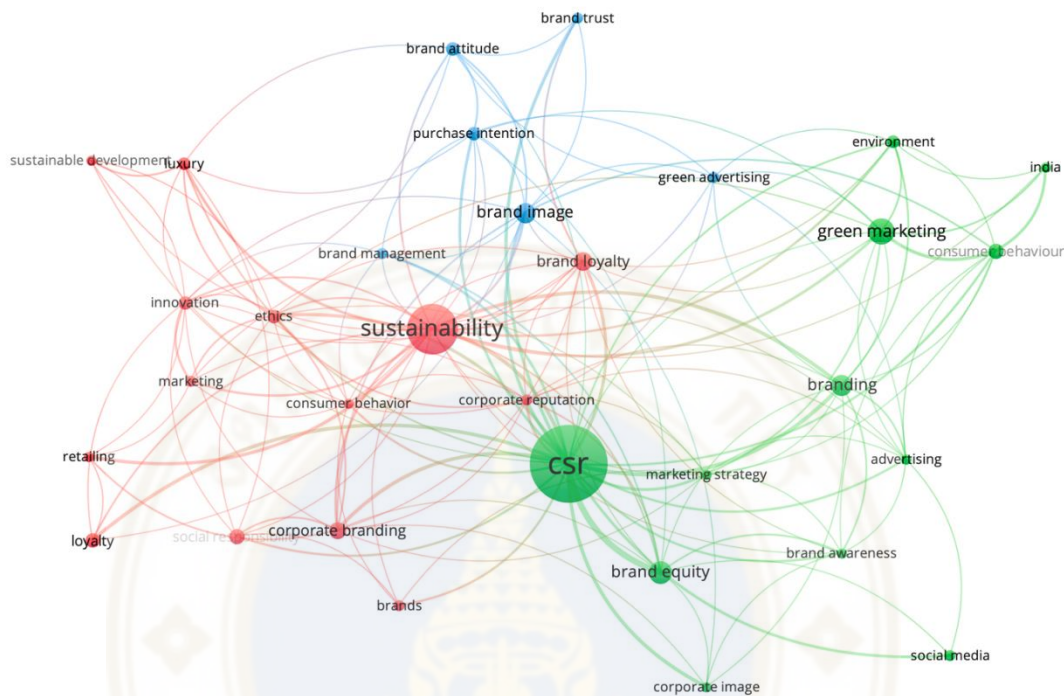 brand trust
brand attitude
purchase intention
environment
sustainable development
luxury
india
green advertising
brand image
green marketing
consumer behaviour
brand management
brand loyalty
innovation
ethics
sustainability
marketing
branding
consumer behavior
corporate reputation
retailing
csr
advertising
marketing strategy
loyalty
social responsibility
corporate branding
brand awareness
brand equity
brands
social media
corporate image